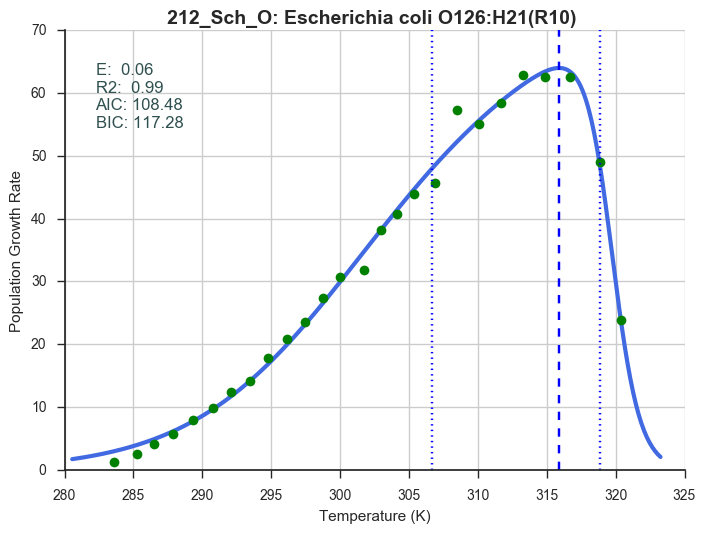 212_Sch_O: Escherichia coli O126:H21(R10)
E: 0.06
R2: 0.99
AIC: 108.48
BIC: 117.28
Population Growth Rate
70
60
50
40
30
20
10
0
280 285 290 295 300 305 310 315 320 325
Temperature (K)